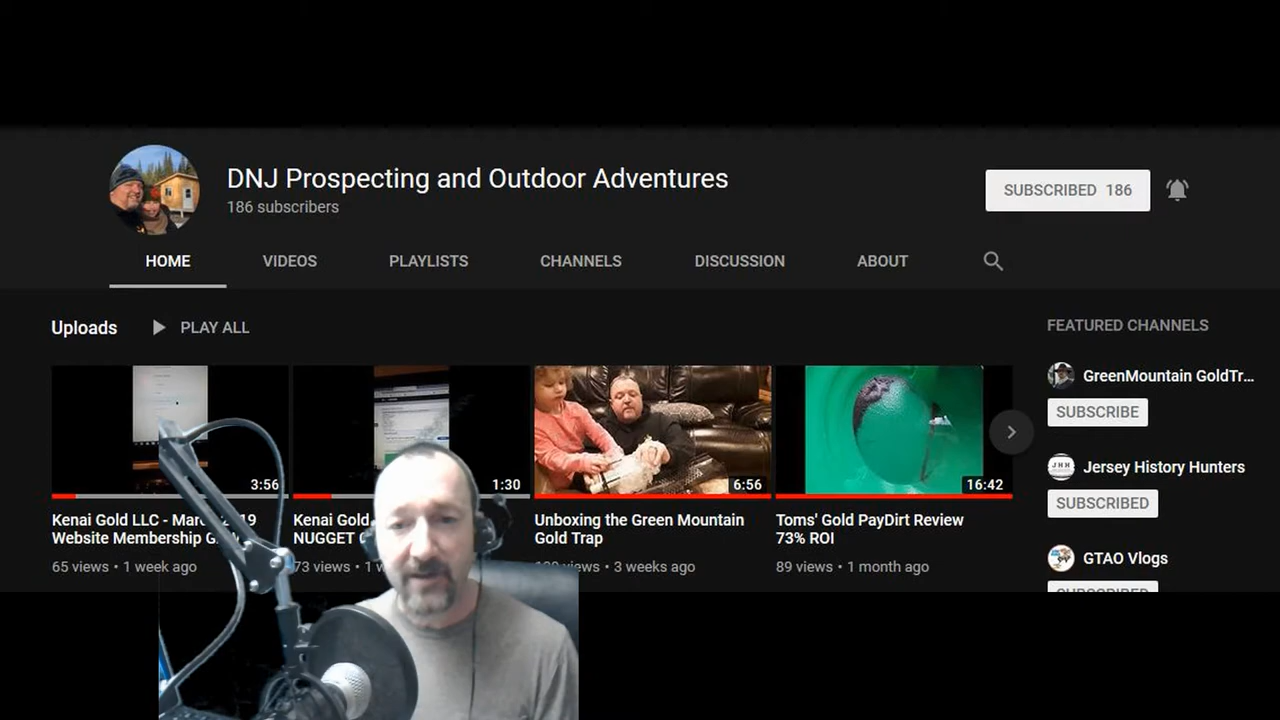 DNJ Prospecting and Outdoor Adventures
186 subscribers
SUBSCRIBED 186
HOME
VIDEOS
PLAYLISTS
CHANNELS
DISCUSSION
ABOUT
Uploads
PLAY ALL
FEATURED CHANNELS
3:56
1:30
6:56
16:42
Kenai Gold LLC -
Website Membership
65 views • 1 week ago
Kenai Gold
NUGGET
73 views • 1
Unboxing the Green Mountain
Gold Trap
views • 3 weeks ago
Toms' Gold PayDirt Review
73% ROI
89 views • 1 month ago
GreenMountain GoldTr...
SUBSCRIBE
Jersey History Hunters
SUBSCRIBED
GTAO Vlogs